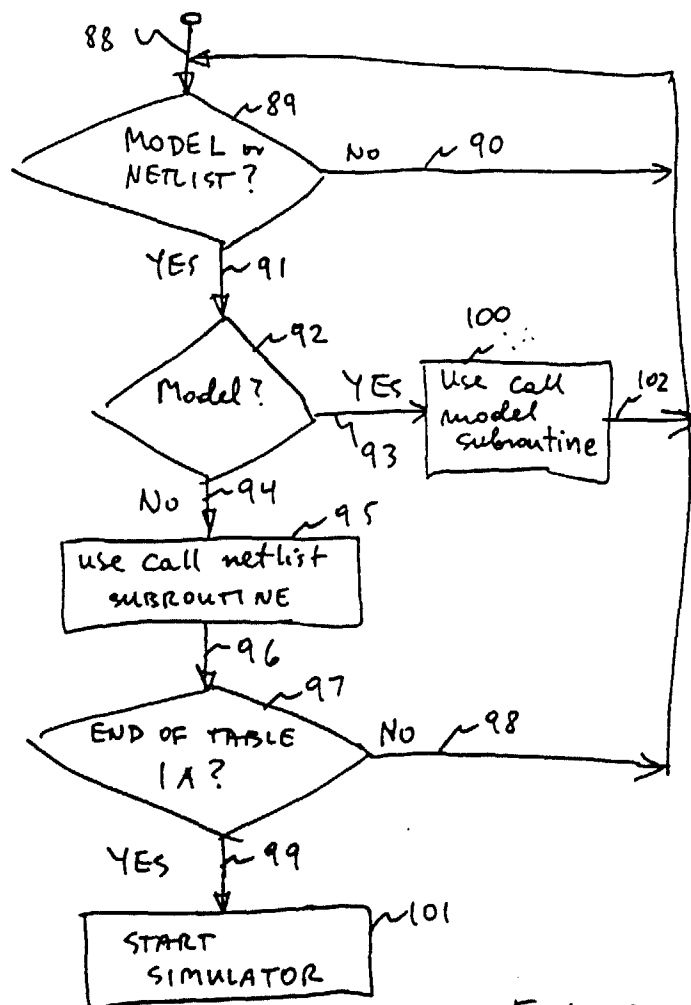 88
89
MODEL or
NETLIST?
NO
90
YES
91
92
Model?
YES
93
100
Use call
model
subroutine
102
NO
94
95
use call netlist
SUBROUTINE
96
97
END OF TABLE
1A?
NO
98
YES
99
101
START
SIMULATOR